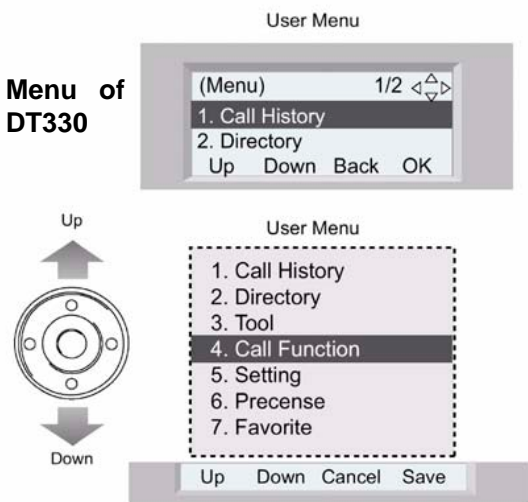 User Menu
Menu of
DT330
(Menu) 1/2
1. Call History
2. Directory
Up Down Back OK
Up
User Menu
1. Call History
2. Directory
3. Tool
4. Call Function
5. Setting
6. Precense
7. Favorite
Down
Up Down Cancel Save